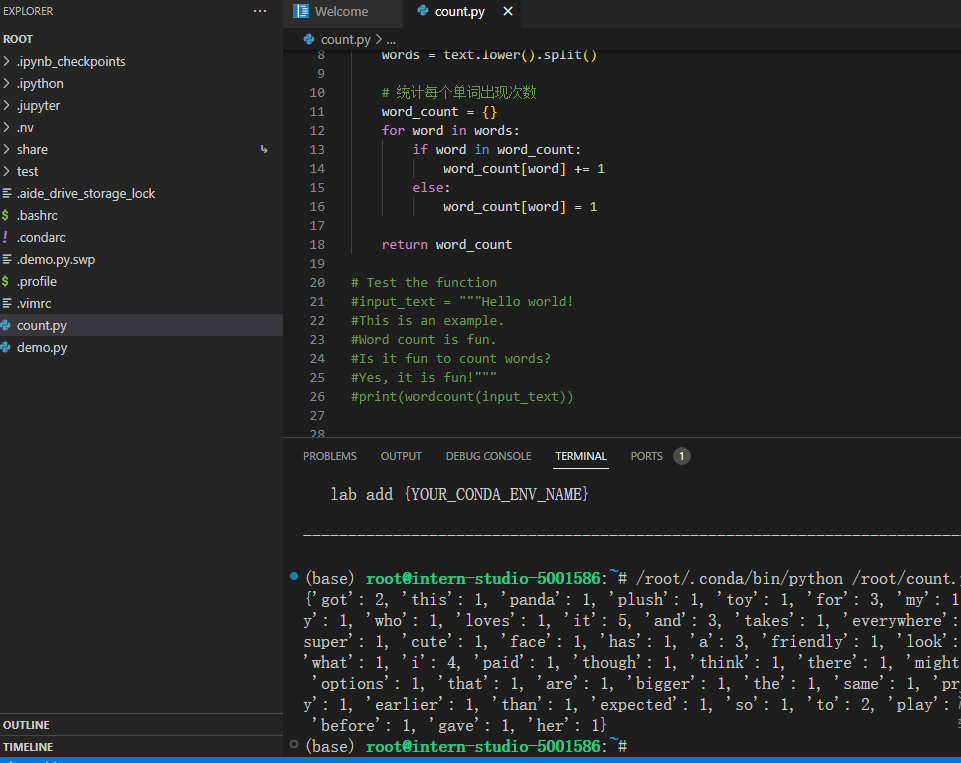 EXPLORER
ROOT
.ipynb_checkpoints
.ipython
.jupyter
.nv
share
test
.aide_drive_storage_lock
.bashrc
.condarc
.demo.py.swp
.profile
.vimrc
count.py
demo.py
OUTLINE
TIMELINE
Welcome
count.py
count.py > ...
8 words = text.lower().split()
9
10 # 统计每个单词出现次数
11 word_count = {}
12 for word in words:
13 if word in word_count:
14 word_count[word] += 1
15 else:
16 word_count[word] = 1
17
18 return word_count
19
20 # Test the function
21 #input_text = """Hello world!
22 #This is an example.
23 #Word count is fun.
24 #Is it fun to count words?
25 #Yes, it is fun!"""
26 #print(wordcount(input_text))
27
28
PROBLEMS OUTPUT DEBUG CONSOLE TERMINAL PORTS 1
lab add {YOUR_CONDA_ENV_NAME}
(base) root@intern-studio-5001586:~# /root/.conda/bin/python /root/count.
{'got': 2, 'this': 1, 'panda': 1, 'plush': 1, 'toy': 1, 'for': 3, 'my': 1
y': 1, 'who': 1, 'loves': 1, 'it': 5, 'and': 3, 'takes': 1, 'everywhere':
super': 1, 'cute': 1, 'face': 1, 'has': 1, 'a': 3, 'friendly': 1, 'look':
'what': 1, 'i': 4, 'paid': 1, 'though': 1, 'think': 1, 'there': 1, 'might
'options': 1, 'that': 1, 'are': 1, 'bigger': 1, 'the': 1, 'same': 1, 'pr
y': 1, 'earlier': 1, 'than': 1, 'expected': 1, 'so': 1, 'to': 2, 'play':
'before': 1, 'gave': 1, 'her': 1}
(base) root@intern-studio-5001586:~#